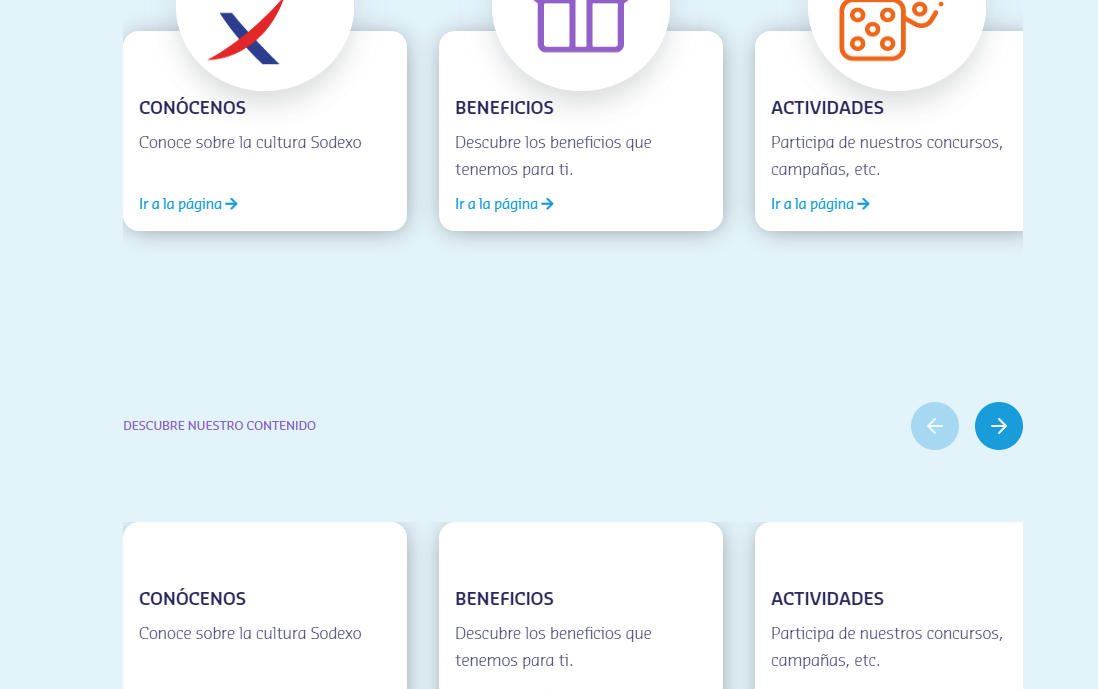 CONÓCENOS
Conoce sobre la cultura Sodexo
Ir a la página
BENEFICIOS
Descubre los beneficios que
tenemos para ti.
Ir a la página
ACTIVIDADES
Participa de nuestros concursos,
campañas, etc.
Ir a la página
DESCUBRE NUESTRO CONTENIDO
CONÓCENOS
Conoce sobre la cultura Sodexo
BENEFICIOS
Descubre los beneficios que
tenemos para ti.
ACTIVIDADES
Participa de nuestros concursos,
campañas, etc.